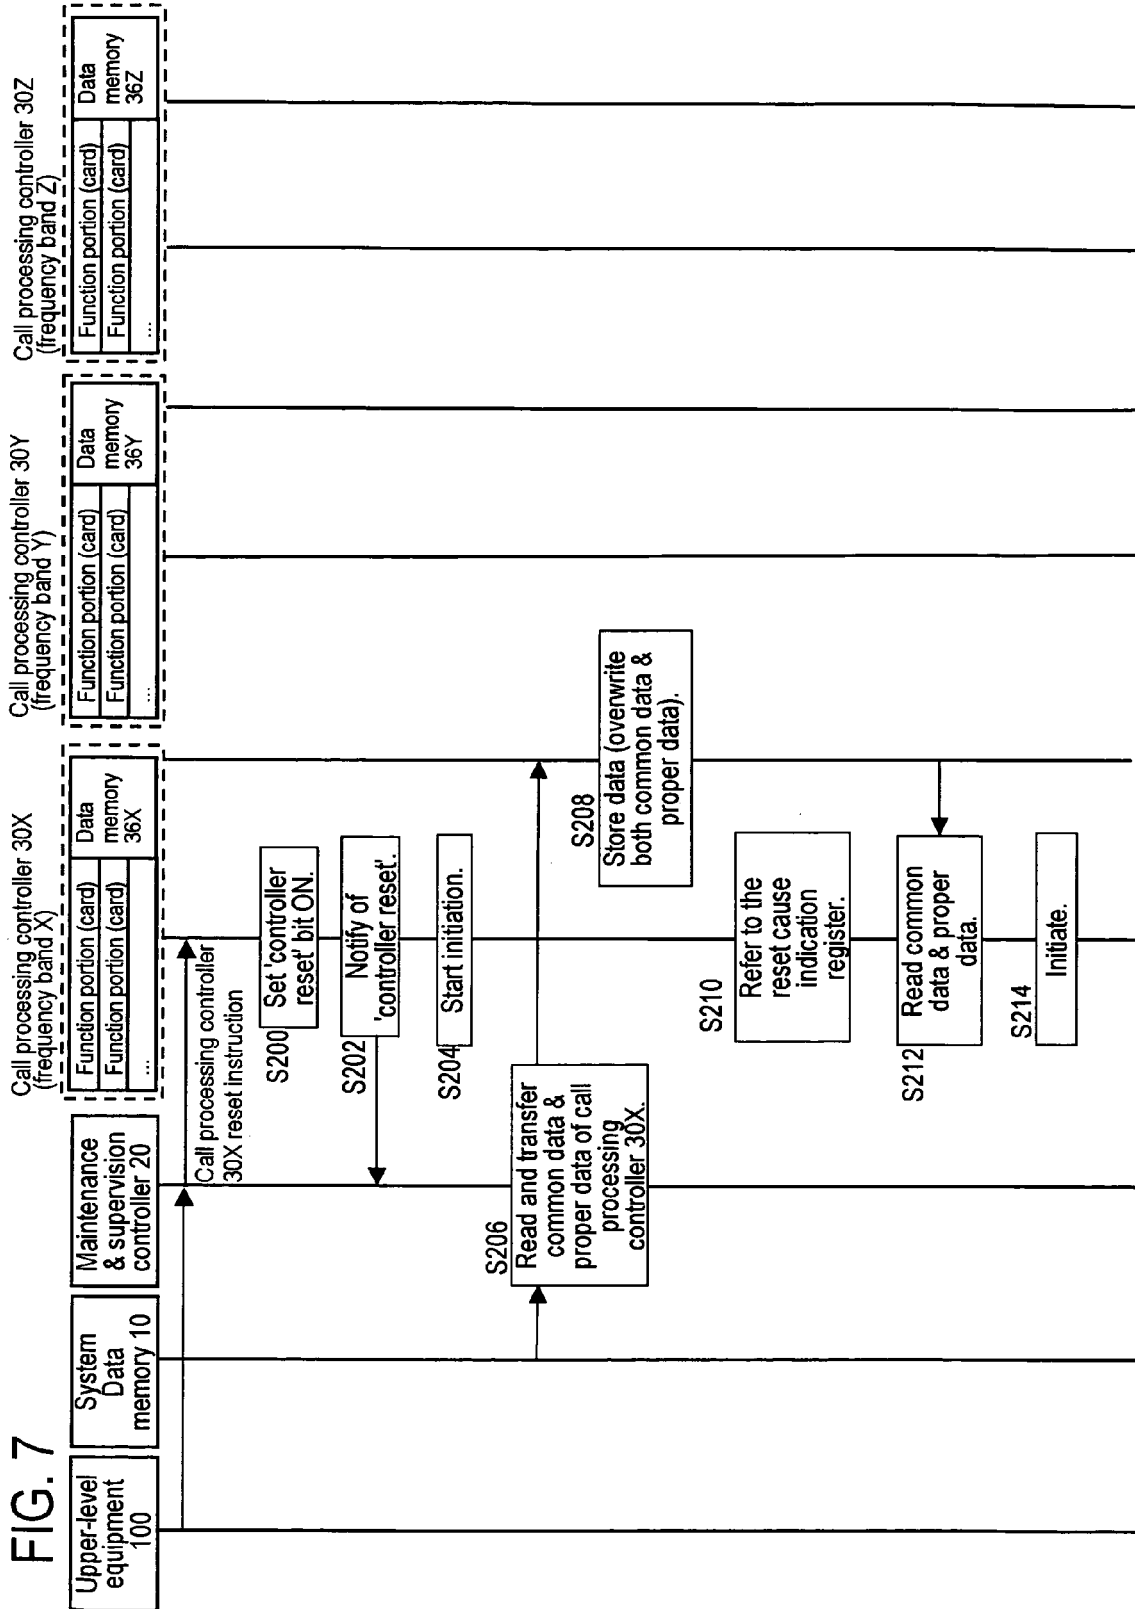 FIG. 7
Upper-level
equipment
100
System
Data
memory 10
Maintenance
& supervision
controller 20
Call processing controller 30X
(frequency band X)
Function portion (card)
Function portion (card)
...
Data
memory
36X
Call processing controller 30Y
(frequency band Y)
Function portion (card)
Function portion (card)
...
Data
memory
36Y
Call processing controller 30Z
(frequency band Z)
Function portion (card)
Function portion (card)
...
Data
memory
36Z
Call processing controller
30X reset instruction
S200
Set 'controller
reset' bit ON.
S202
Notify of
'controller reset'.
S204
Start initiation.
S206
Read and transfer
common data &
proper data of call
processing
controller 30X.
S208
Store data (overwrite
both common data &
proper data).
S210
Refer to the
reset cause
indication
register.
S212
Read common
data & proper
data.
S214
Initiate.